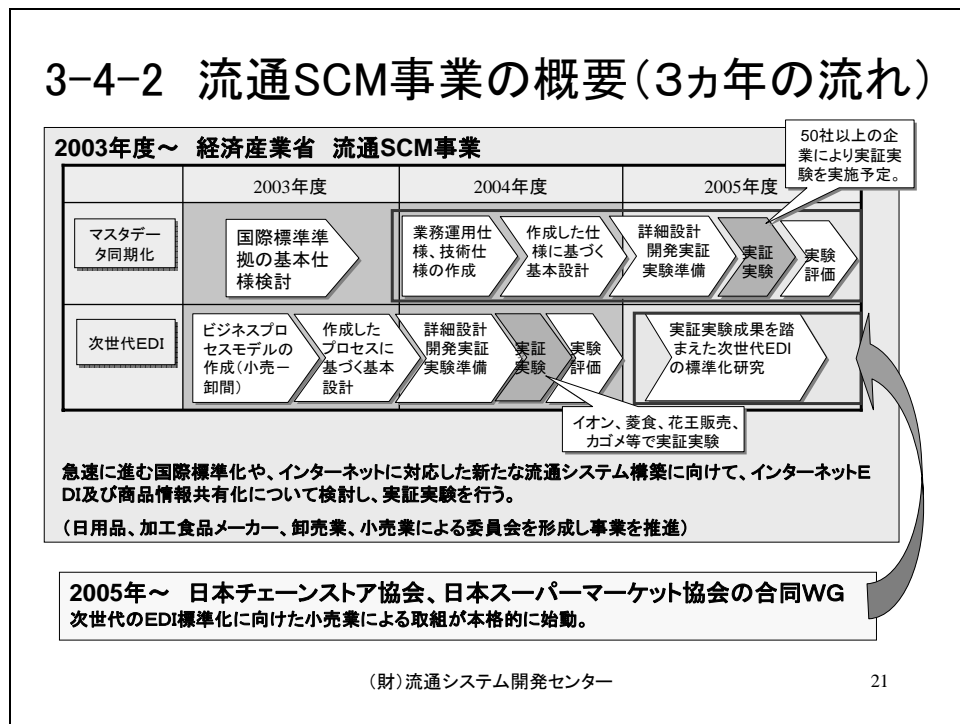 3-4-2 流通SCM事業の概要(3ヵ年の流れ)
2003年度～ 経済産業省 流通SCM事業
50社以上の企
業により実証実
験を実施予定。
2003年度
2004年度
2005年度
マスタデー
タ同期化
国際標準準
拠の基本仕
様検討
業務運用仕
様、技術仕
様の作成
作成した仕
様に基づく
基本設計
詳細設計
開発実証
実験準備
実証
実験
実験
評価
次世代EDI
ビジネスプロ
セスモデルの
作成(小売－
卸間)
作成した
プロセスに
基づく基本
設計
詳細設計
開発実証
実験準備
実証
実験
実験
評価
実証実験成果を踏
まえた次世代EDI
の標準化研究
イオン、菱食、花王販売、
カゴメ等で実証実験
急速に進む国際標準化や、インターネットに対応した新たな流通システム構築に向けて、インターネットE
DI及び商品情報共有化について検討し、実証実験を行う。
(日用品、加工食品メーカー、卸売業、小売業による委員会を形成し事業を推進)
2005年～ 日本チェーンストア協会、日本スーパーマーケット協会の合同WG
次世代のEDI標準化に向けた小売業による取組が本格的に始動。
(財)流通システム開発センター
21